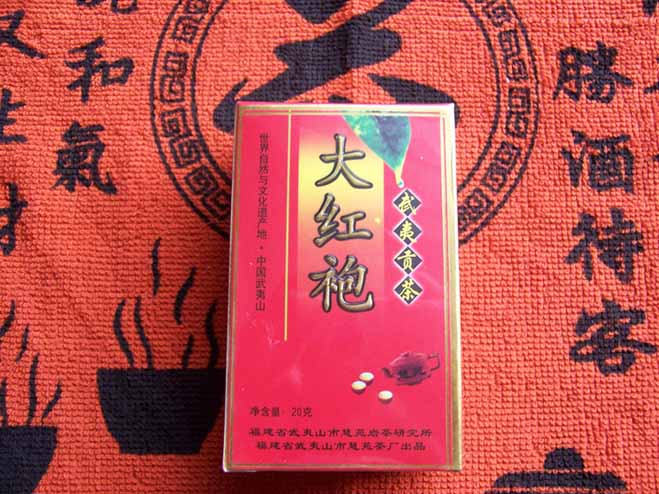 大红袍
武夷贡茶
世界自然与文化遗产地·中国武夷山
净含量: 20克
福建省武夷山市慧苑岩茶研究所
福建省武夷山市慧苑茶厂出品
勝酒待客
和氣